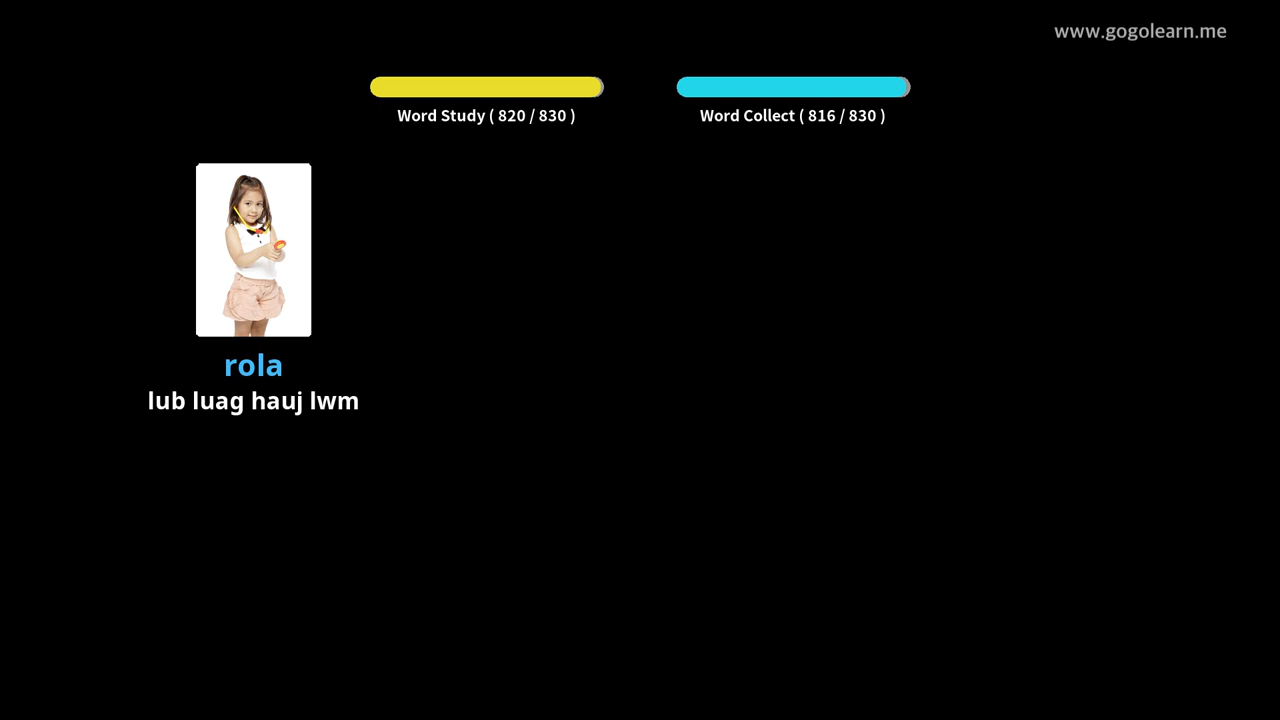 www.gogolearn.me
Word Study ( 820 / 830 )
Word Collect ( 816 / 830 )
rola
lub luag hauj lwm